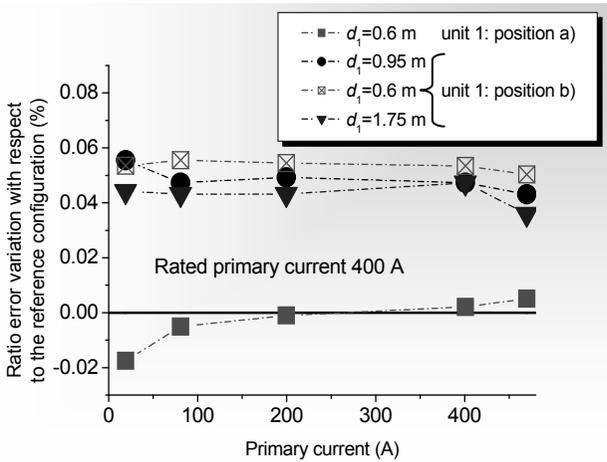 d1=0.6 m unit 1: position a)
d1=0.95 m
d1=0.6 m unit 1: position b)
d1=1.75 m
0.08
0.06
0.04
0.02
0.00
-0.02
Ratio error variation with respect
to the reference configuration (%)
Rated primary current 400 A
0 100 200 300 400
Primary current (A)